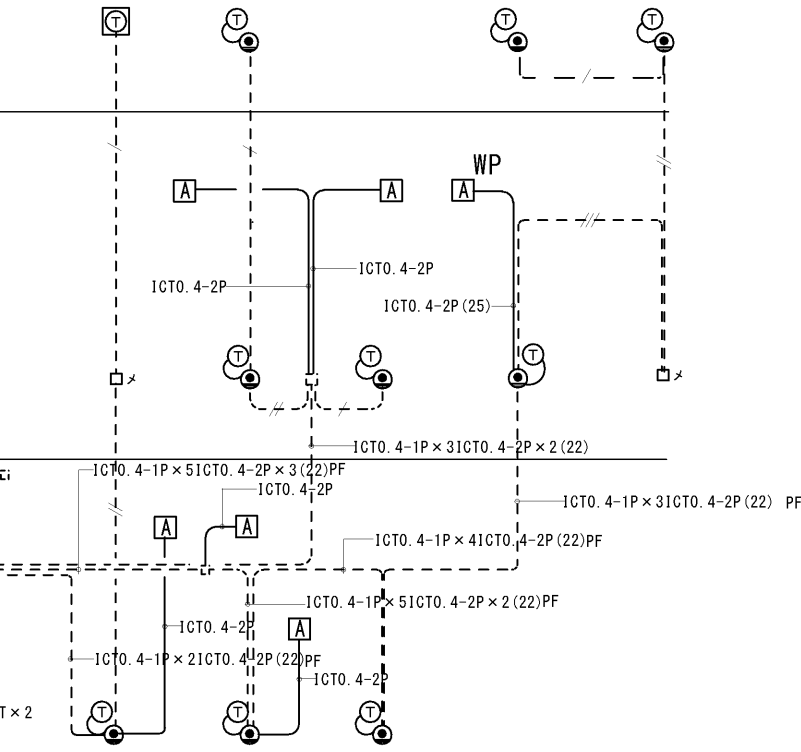 T
T
T
T
WP
A
A
A
ICT0.4-2P
ICT0.4-2P
ICT0.4-2P(25)
T
T
T
メ
メ
ICT0.4-1P×3ICT0.4-2P×2(22)
ICT0.4-1P×5ICT0.4-2P×3(22)PF
ICT0.4-2P
ICT0.4-1P×3ICT0.4-2P(22) PF
A
A
ICT0.4-1P×4ICT0.4-2P(22)PF
ICT0.4-1P×5ICT0.4-2P×2(22)PF
ICT0.4-2P
A
ICT0.4-1P×2ICT0.4-2P(22)PF
ICT0.4-2P
T×2
T
T
T